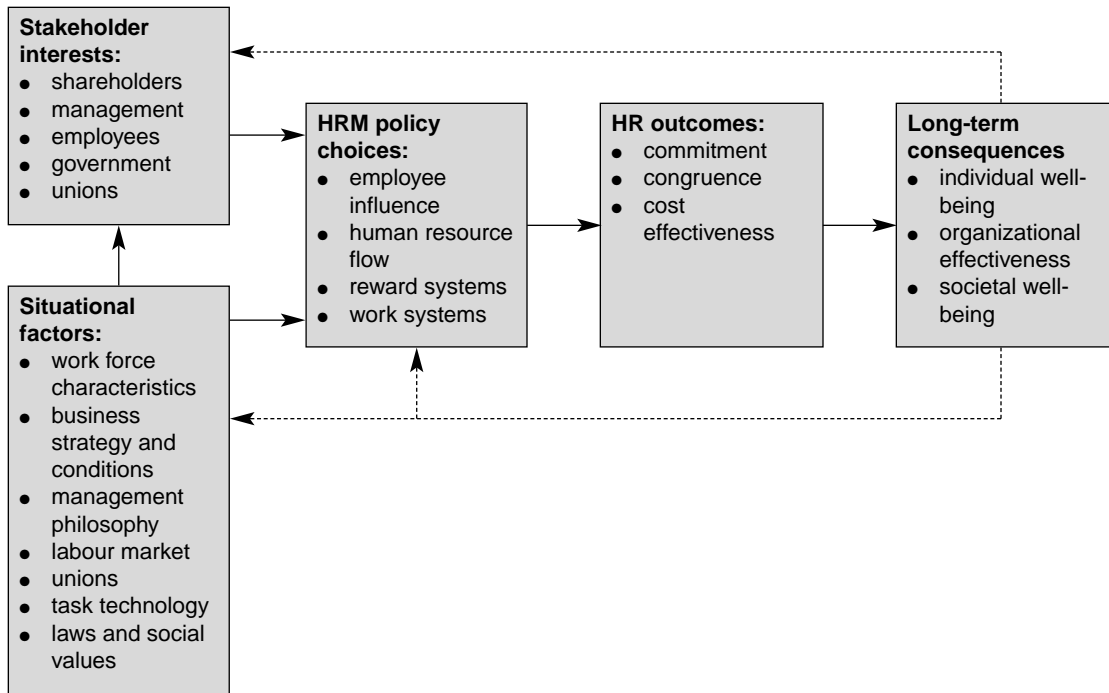 Stakeholder
interests:
● shareholders
● management
● employees
● government
● unions
Situational
factors:
● work force
characteristics
● business
strategy and
conditions
● management
philosophy
● labour market
● unions
● task technology
● laws and social
values
HRM policy
choices:
● employee
influence
● human resource
flow
● reward systems
● work systems
HR outcomes:
● commitment
● congruence
● cost
effectiveness
Long-term
consequences
● individual well-
being
● organizational
effectiveness
● societal well-
being